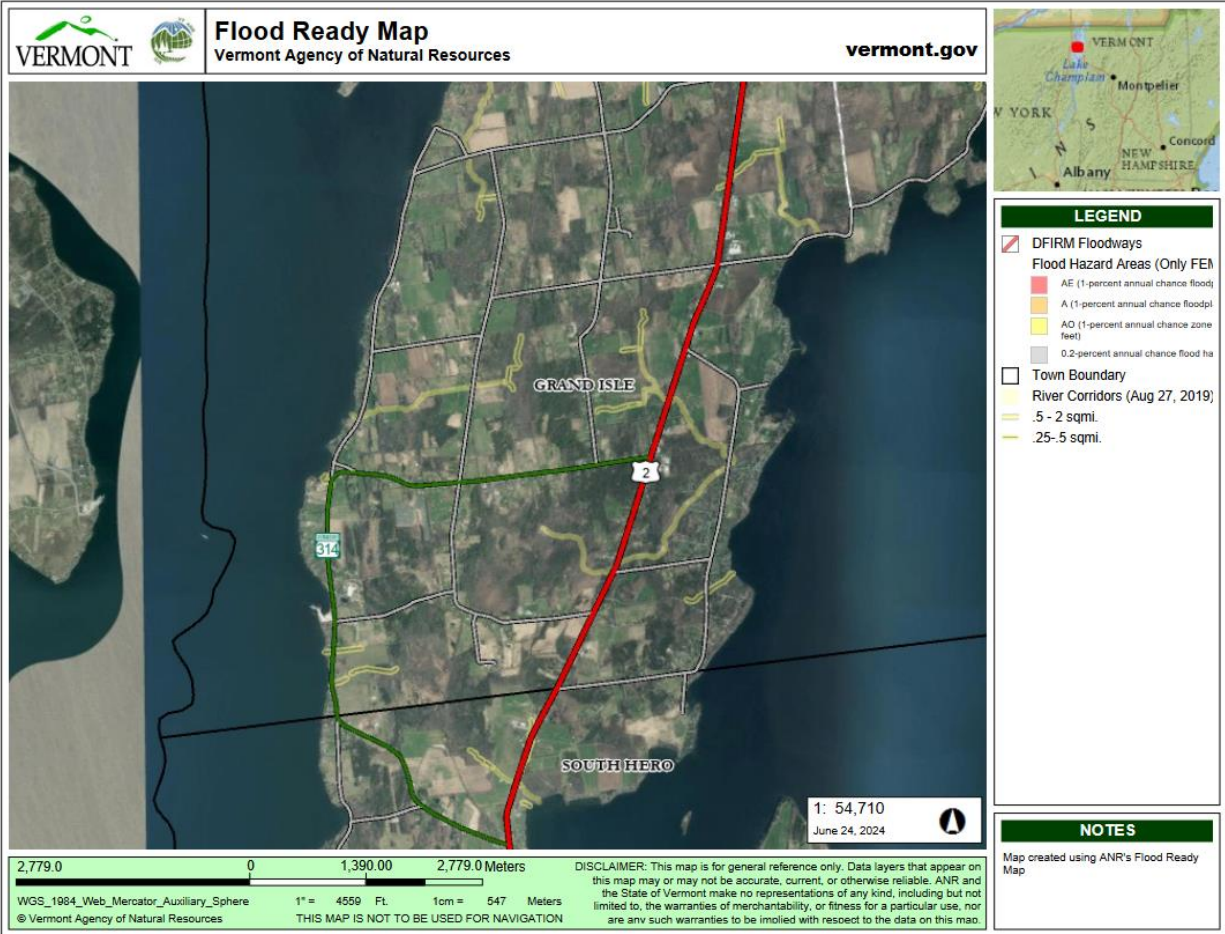 VERMONT
Flood Ready Map
Vermont Agency of Natural Resources
vermont.gov
VERMONT
Lake
Champlain
Montpelier
W YORK
Concord
NEW
HAMPSHIRE
Albany
I N S
GRAND ISLE
2
314
SOUTH HERO
1: 54,710
June 24, 2024
LEGEND
DFIRM Floodways
Flood Hazard Areas (Only FEM
AE (1-percent annual chance floodp
A (1-percent annual chance floodpl
AO (1-percent annual chance zone
feet)
0.2-percent annual chance flood ha
Town Boundary
River Corridors (Aug 27, 2019)
.5 - 2 sqmi.
.25-.5 sqmi.
NOTES
Map created using ANR's Flood Ready
Map
2,779.0 0 1,390.00 2,779.0 Meters
WGS_1984_Web_Mercator_Auxiliary_Sphere 1" = 4559 Ft. 1cm = 547 Meters
© Vermont Agency of Natural Resources THIS MAP IS NOT TO BE USED FOR NAVIGATION
DISCLAIMER: This map is for general reference only. Data layers that appear on
this map may or may not be accurate, current, or otherwise reliable. ANR and
the State of Vermont make no representations of any kind, including but not
limited to, the warranties of merchantability, or fitness for a particular use, nor
are any such warranties to be implied with respect to the data on this map.